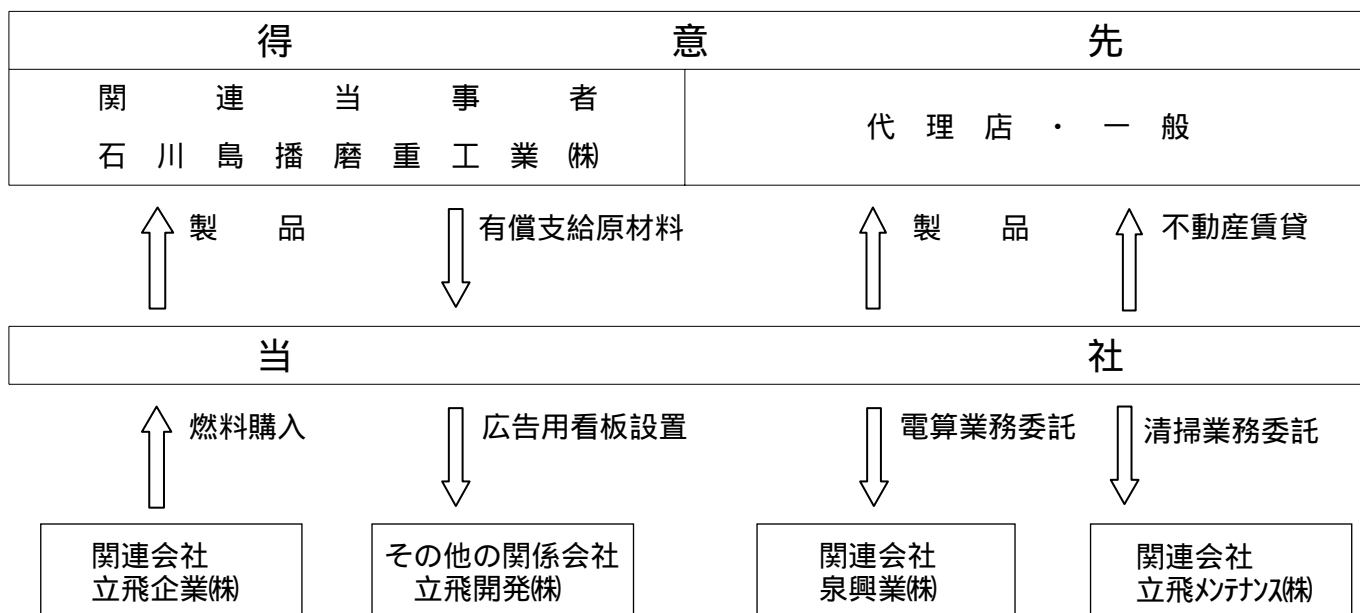 得意先
関連当事者
石川島播磨重工業㈱
代理店・一般
製品
有償支給原材料
製品
不動産賃貸
当社
燃料購入
広告用看板設置
電算業務委託
清掃業務委託
関連会社
立飛企業㈱
その他の関係会社
立飛開発㈱
関連会社
泉興業㈱
関連会社
立飛ﾒﾝﾃﾅﾝｽ㈱